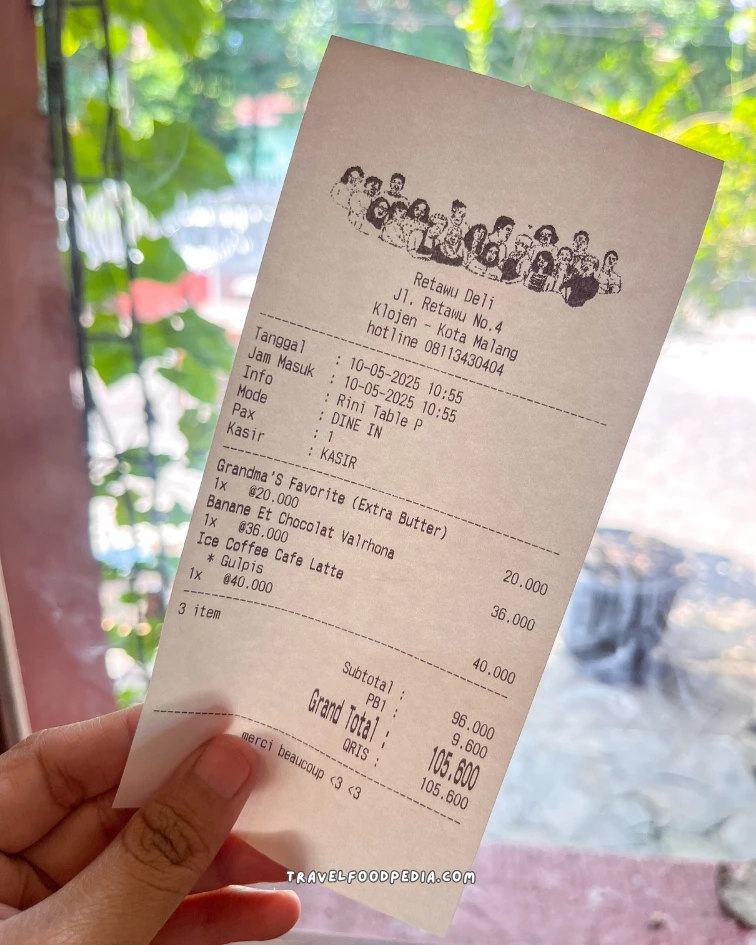 Retawu Deli
Jl. Retawu No.4
Klojen - Kota Malang
hotline 08113430404
Tanggal : 10-05-2025 10:55
Jam Masuk : 10-05-2025 10:55
Info : Rini Table P
Mode : DINE IN
Pax : 1
Kasir : KASIR
Grandma'S Favorite (Extra Butter)
1x @20.000 20.000
Banane Et Chocolat Valrhona
1x @36.000 36.000
Ice Coffee Cafe Latte
* Gulpis
1x @40.000 40.000
3 item
Subtotal : 96.000
PB1 : 9.600
Grand Total : 105.600
QRIS : 105.600
merci beaucoup <3 <3
TRAVELFOODPEDIA.COM